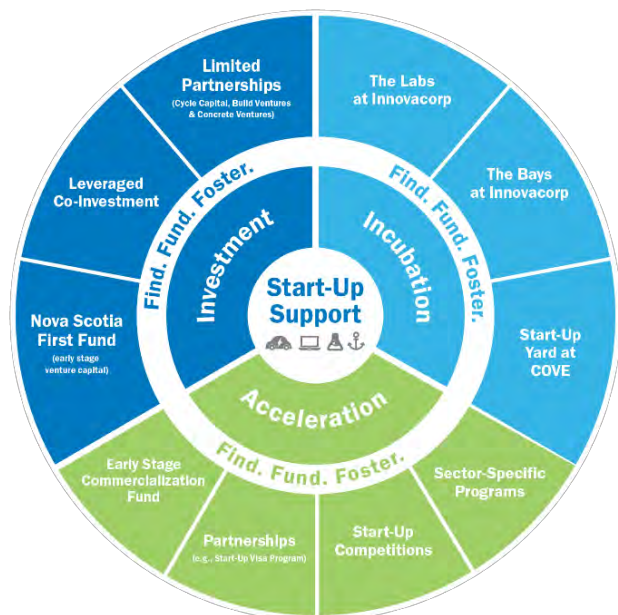 Limited
Partnerships
(Cycle Capital, Build Ventures
& Concrete Ventures)
The Labs
at Innovacorp
Leveraged
Co-Investment
The Bays
at Innovacorp
Find. Fund. Foster.
Find. Fund. Foster.
Investment
Incubation
Start-Up
Support
Nova Scotia
First Fund
(early stage
venture capital)
Start-Up
Yard at
COVE
Acceleration
Find. Fund. Foster.
Early Stage
Commercialization
Fund
Sector-Specific
Programs
Partnerships
(e.g., Start-Up Visa Program)
Start-Up
Competitions